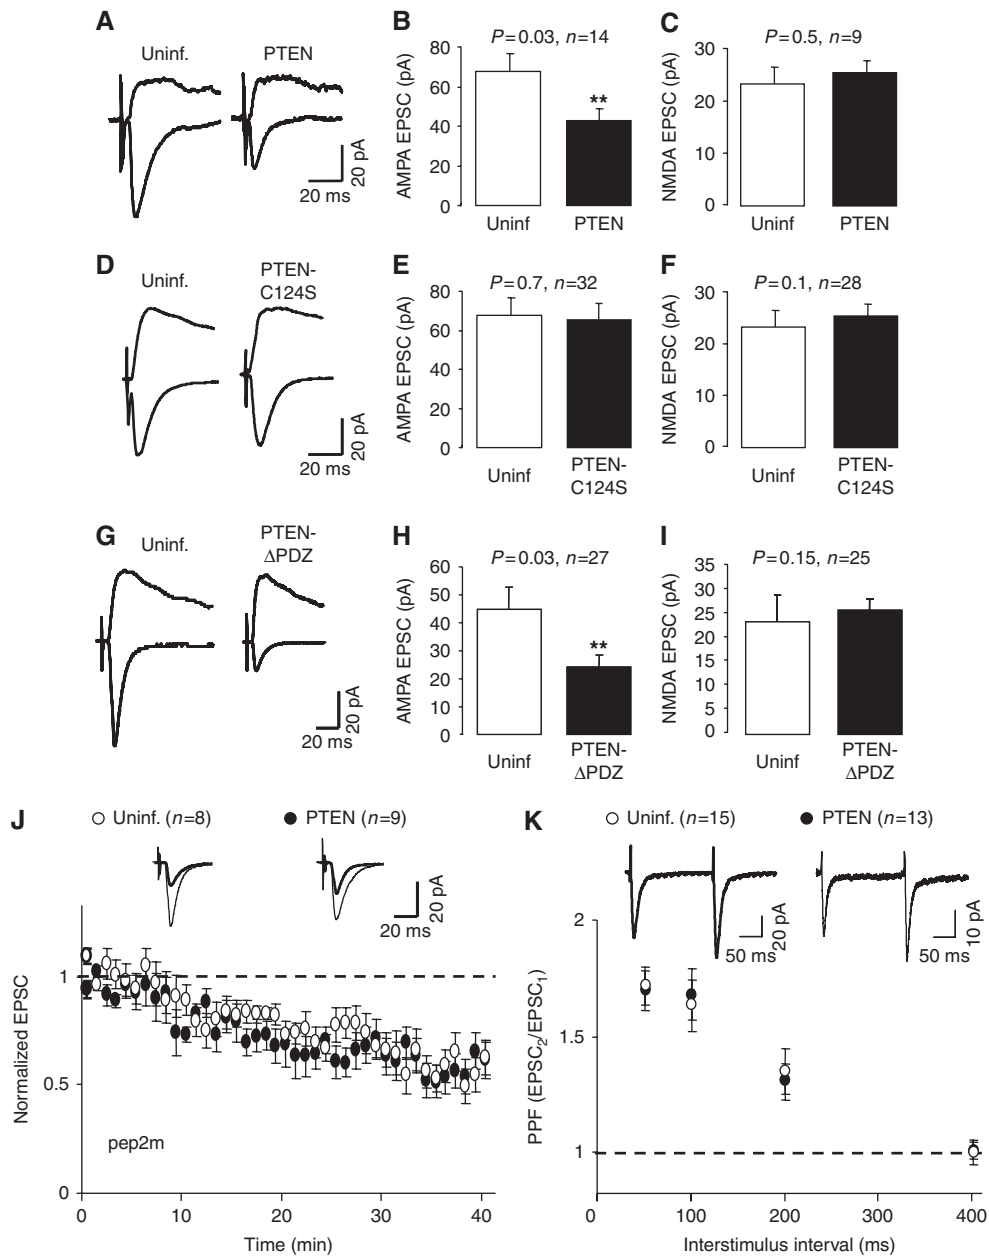 A
Uninf.
PTEN
20 pA
20 ms
B
P=0.03, n=14
AMPA EPSC (pA)
80
60
40
20
0
**
Uninf
PTEN
C
P=0.5, n=9
NMDA EPSC (pA)
30
20
10
0
Uninf
PTEN
D
Uninf.
PTEN-
C124S
20 pA
20 ms
E
P=0.7, n=32
AMPA EPSC (pA)
80
60
40
20
0
Uninf
PTEN-
C124S
F
P=0.1, n=28
NMDA EPSC (pA)
30
20
10
0
Uninf
PTEN-
C124S
G
Uninf.
PTEN-
ΔPDZ
20 pA
20 ms
H
P=0.03, n=27
AMPA EPSC (pA)
60
50
40
30
20
10
0
**
Uninf
PTEN-
ΔPDZ
I
P=0.15, n=25
NMDA EPSC (pA)
35
30
25
20
15
10
5
0
Uninf
PTEN-
ΔPDZ
J
Uninf. (n=8)
PTEN (n=9)
20 pA
20 ms
Normalized EPSC
1
0.5
0
pep2m
0 10 20 30 40
Time (min)
K
Uninf. (n=15)
PTEN (n=13)
20 pA
50 ms
10 pA
50 ms
PPF (EPSC₂/EPSC₁)
2
1.5
1
0 100 200 300 400
Interstimulus interval (ms)